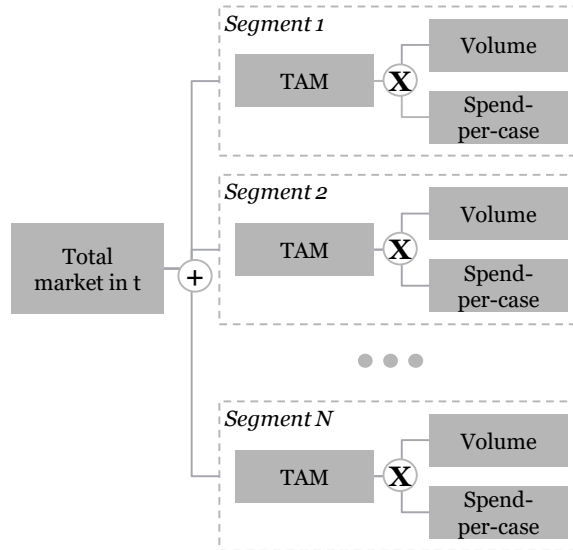 Segment 1
TAM
X
Volume
Spend-
per-case
Segment 2
TAM
X
Volume
Spend-
per-case
Total
market in t
+
Segment N
TAM
X
Volume
Spend-
per-case